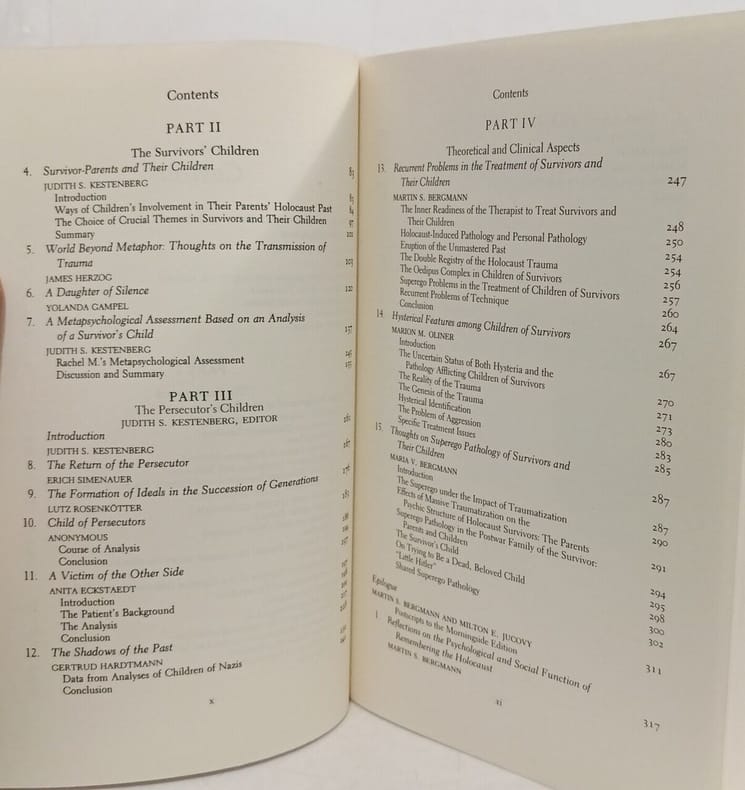 Contents
PART II
The Survivors' Children
4. Survivor-Parents and Their Children 83
JUDITH S. KESTENBERG
Introduction 83
Ways of Children's Involvement in Their Parents' Holocaust Past 84
The Choice of Crucial Themes in Survivors and Their Children 97
Summary
5. World Beyond Metaphor: Thoughts on the Transmission of
Trauma 103
JAMES HERZOG
6. A Daughter of Silence 120
YOLANDA GAMPEL
7. A Metapsychological Assessment Based on an Analysis
of a Survivor's Child 137
JUDITH S. KESTENBERG
Rachel M.'s Metapsychological Assessment
Discussion and Summary
PART III
The Persecutor's Children
JUDITH S. KESTENBERG, EDITOR
Introduction
JUDITH S. KESTENBERG
8. The Return of the Persecutor
ERICH SIMENAUER
9. The Formation of Ideals in the Succession of Generations
LUTZ ROSENKÖTTER
10. Child of Persecutors
ANONYMOUS
Course of Analysis
Conclusion
11. A Victim of the Other Side
ANITA ECKSTAEDT
Introduction
The Patient's Background
The Analysis
Conclusion
12. The Shadows of the Past
GERTRUD HARDTMANN
Data from Analyses of Children of Nazis
Conclusion
x
Contents
PART IV
Theoretical and Clinical Aspects
13. Recurrent Problems in the Treatment of Survivors and
Their Children 247
MARTIN S. BERGMANN
The Inner Readiness of the Therapist to Treat Survivors and
Their Children 248
Holocaust-Induced Pathology and Personal Pathology 250
Eruption of the Unmastered Past 254
The Double Registry of the Holocaust Trauma 254
The Oedipus Complex in Children of Survivors 256
Superego Problems in the Treatment of Children of Survivors 257
Recurrent Problems of Technique 260
Conclusion 264
14. Hysterical Features among Children of Survivors 267
MARION M. OLINER
Introduction 267
The Uncertain Status of Both Hysteria and the
Pathology Afflicting Children of Survivors 270
The Reality of the Trauma 271
The Genesis of the Trauma 273
Hysterical Identification 280
The Problem of Aggression 283
Specific Treatment Issues 285
15. Thoughts on Superego Pathology of Survivors and
Their Children 287
MARIA V. BERGMANN
Introduction 287
The Superego under the Impact of Traumatization 290
Effects of Massive Traumatization on the
Psychic Structure of Holocaust Survivors: The Parents 291
Superego Pathology in the Postwar Family of the Survivor:
Parents and Children 294
The Survivor's Child 295
On Trying to Be a Dead, Beloved Child 298
"Little Hitler" 300
Shared Superego Pathology 302
Epilogue 311
MARTIN S. BERGMANN AND MILTON E. JUCOVY
Postscripts to the Morningside Edition
1. Reflections on the Psychological and Social Function of
Remembering the Holocaust 317
MARTIN S. BERGMANN
xi